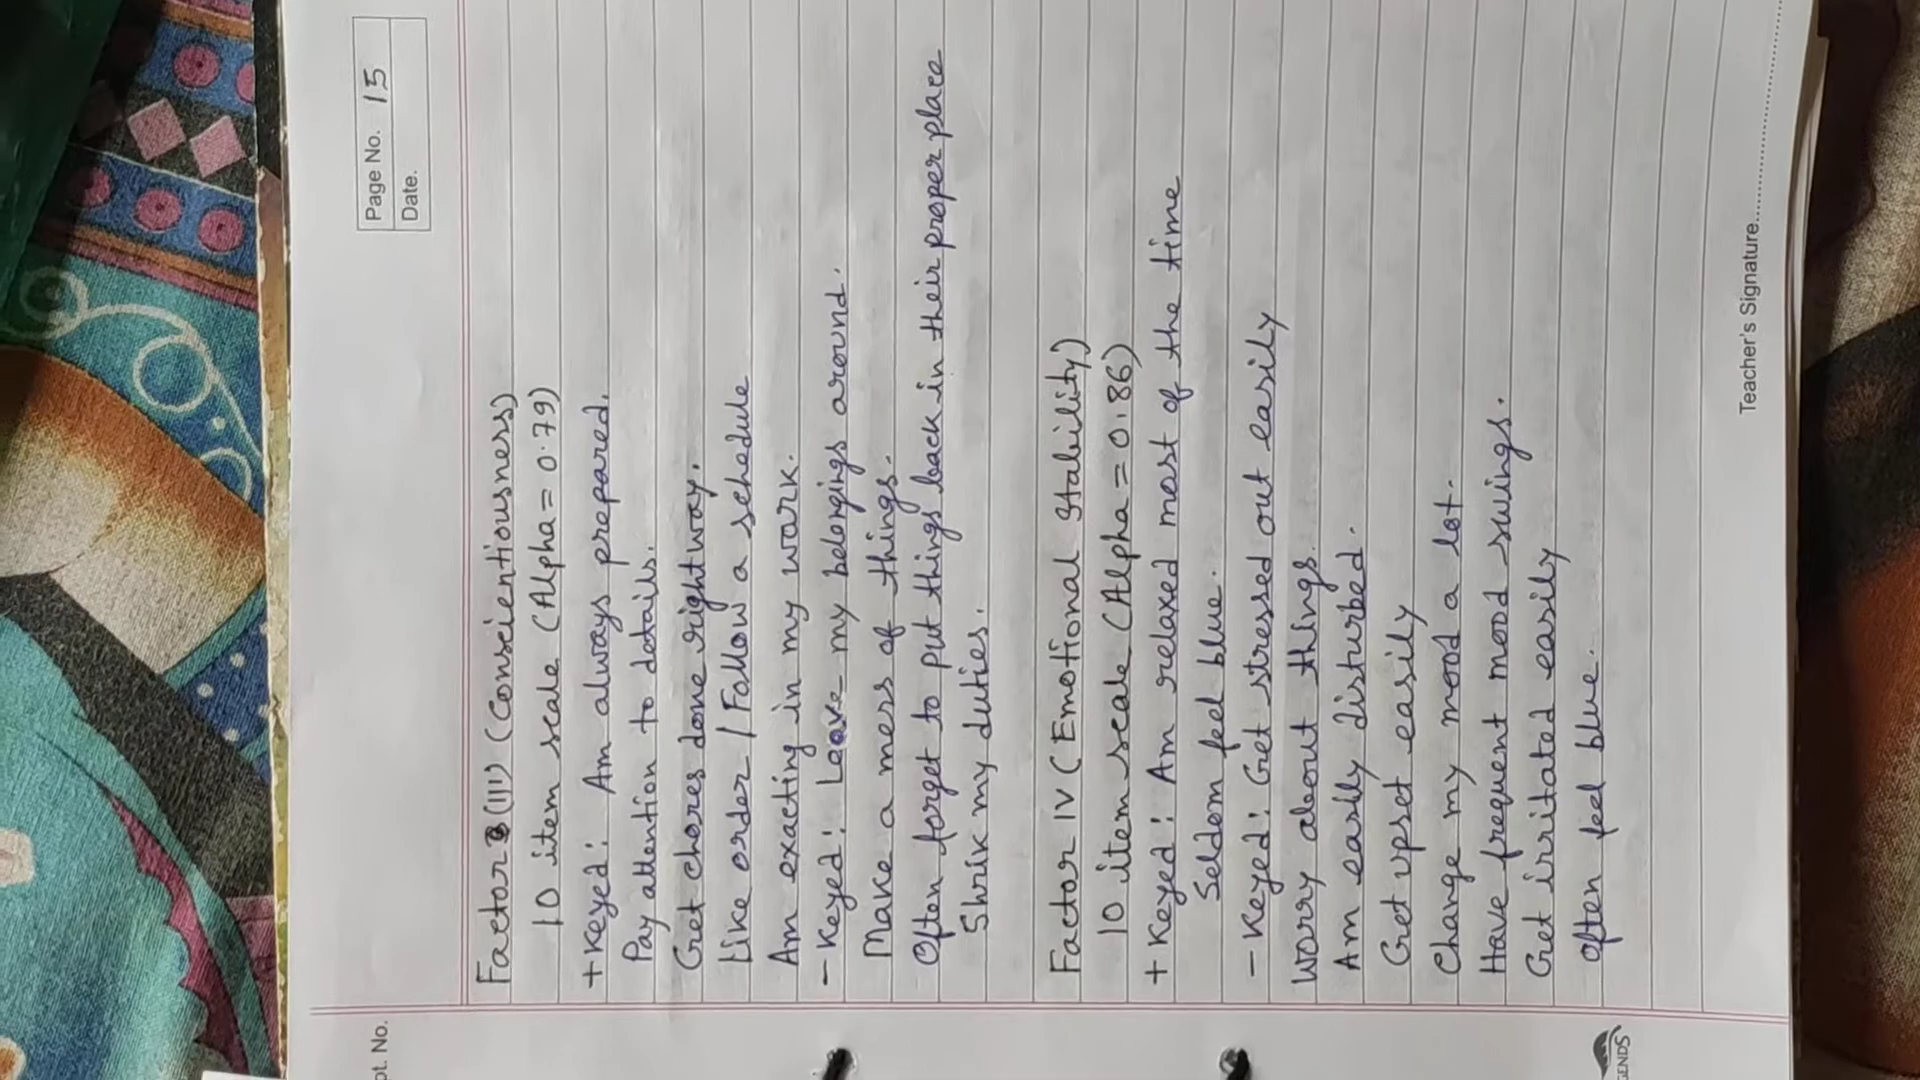 Page No. 15
Date.
pt. No.
Factor (III) (Conscientiousness)
10 item scale (Alpha = 0.79)
+ Keyed : Am always prepared.
Pay attention to details.
Get chores done right way.
Like order / Follow a schedule
Am exacting in my work.
- Keyed : Leave my belongings around.
Make a mess of things.
Often forget to put things back in their proper place
Shrik my duties.
Factor IV (Emotional Stability)
10 item scale (Alpha = 0.86)
+ Keyed : Am relaxed most of the time
Seldom feel blue.
- Keyed : Get stressed out easily
Worry about things.
Am easily disturbed.
Get upset easily
Change my mood a lot.
Have frequent mood swings.
Get irritated easily
Often feel blue.
Teacher's Signature
GENDS